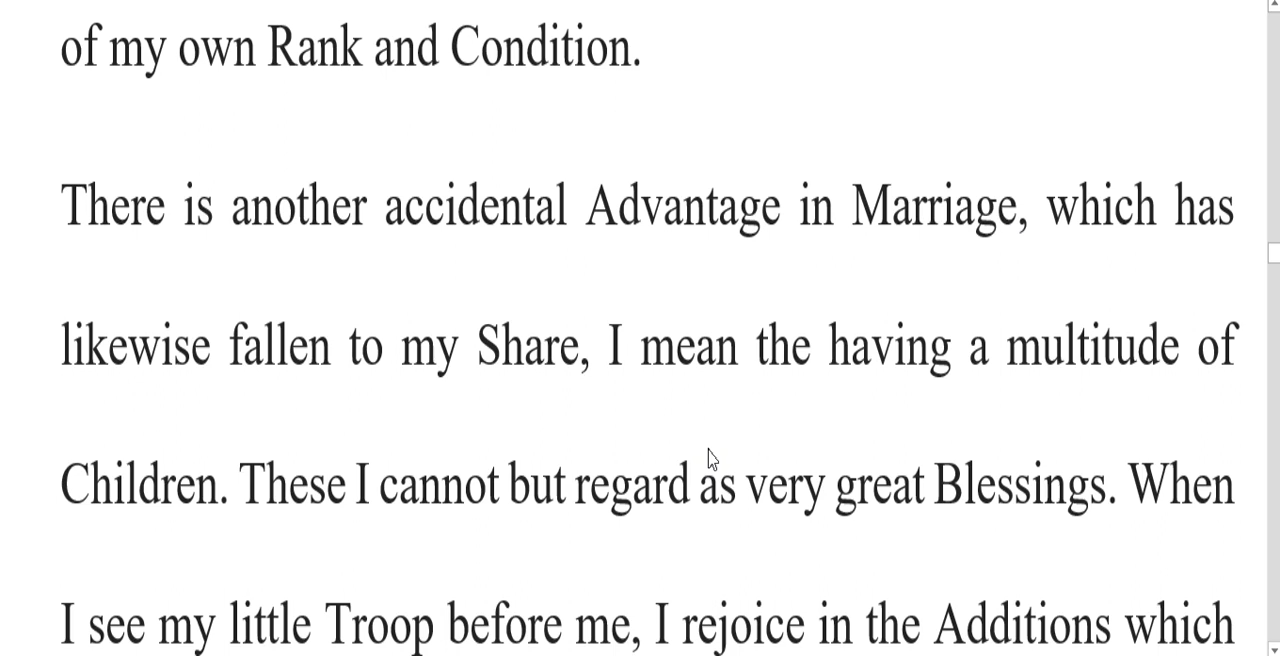 of my own Rank and Condition.
There is another accidental Advantage in Marriage, which has
likewise fallen to my Share, I mean the having a multitude of
Children. These I cannot but regard as very great Blessings. When
I see my little Troop before me, I rejoice in the Additions which